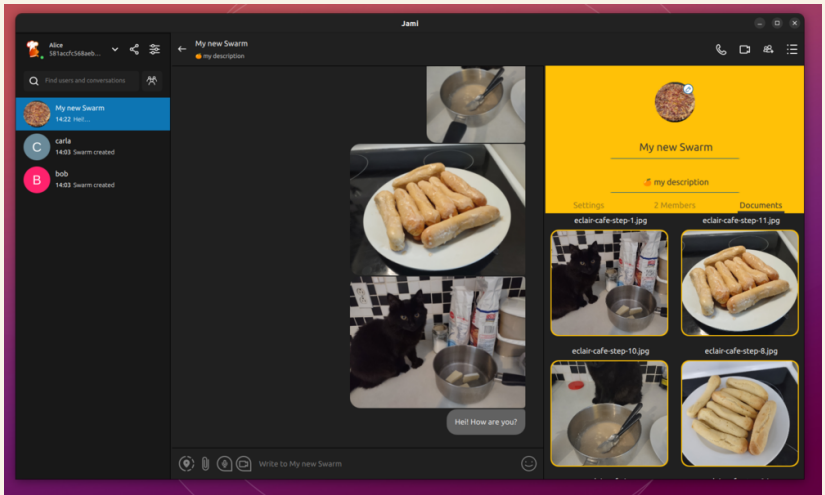 Jami
Alice
581accfc568aeb...
Find users and conversations
My new Swarm
14:22 Hei!...
carla
14:03 Swarm created
bob
14:03 Swarm created
C
B
My new Swarm
my description
Hei! How are you?
Write to My new Swarm
My new Swarm
my description
Settings
2 Members
Documents
eclair-cafe-step-1.jpg
eclair-cafe-step-11.jpg
eclair-cafe-step-10.jpg
eclair-cafe-step-8.jpg